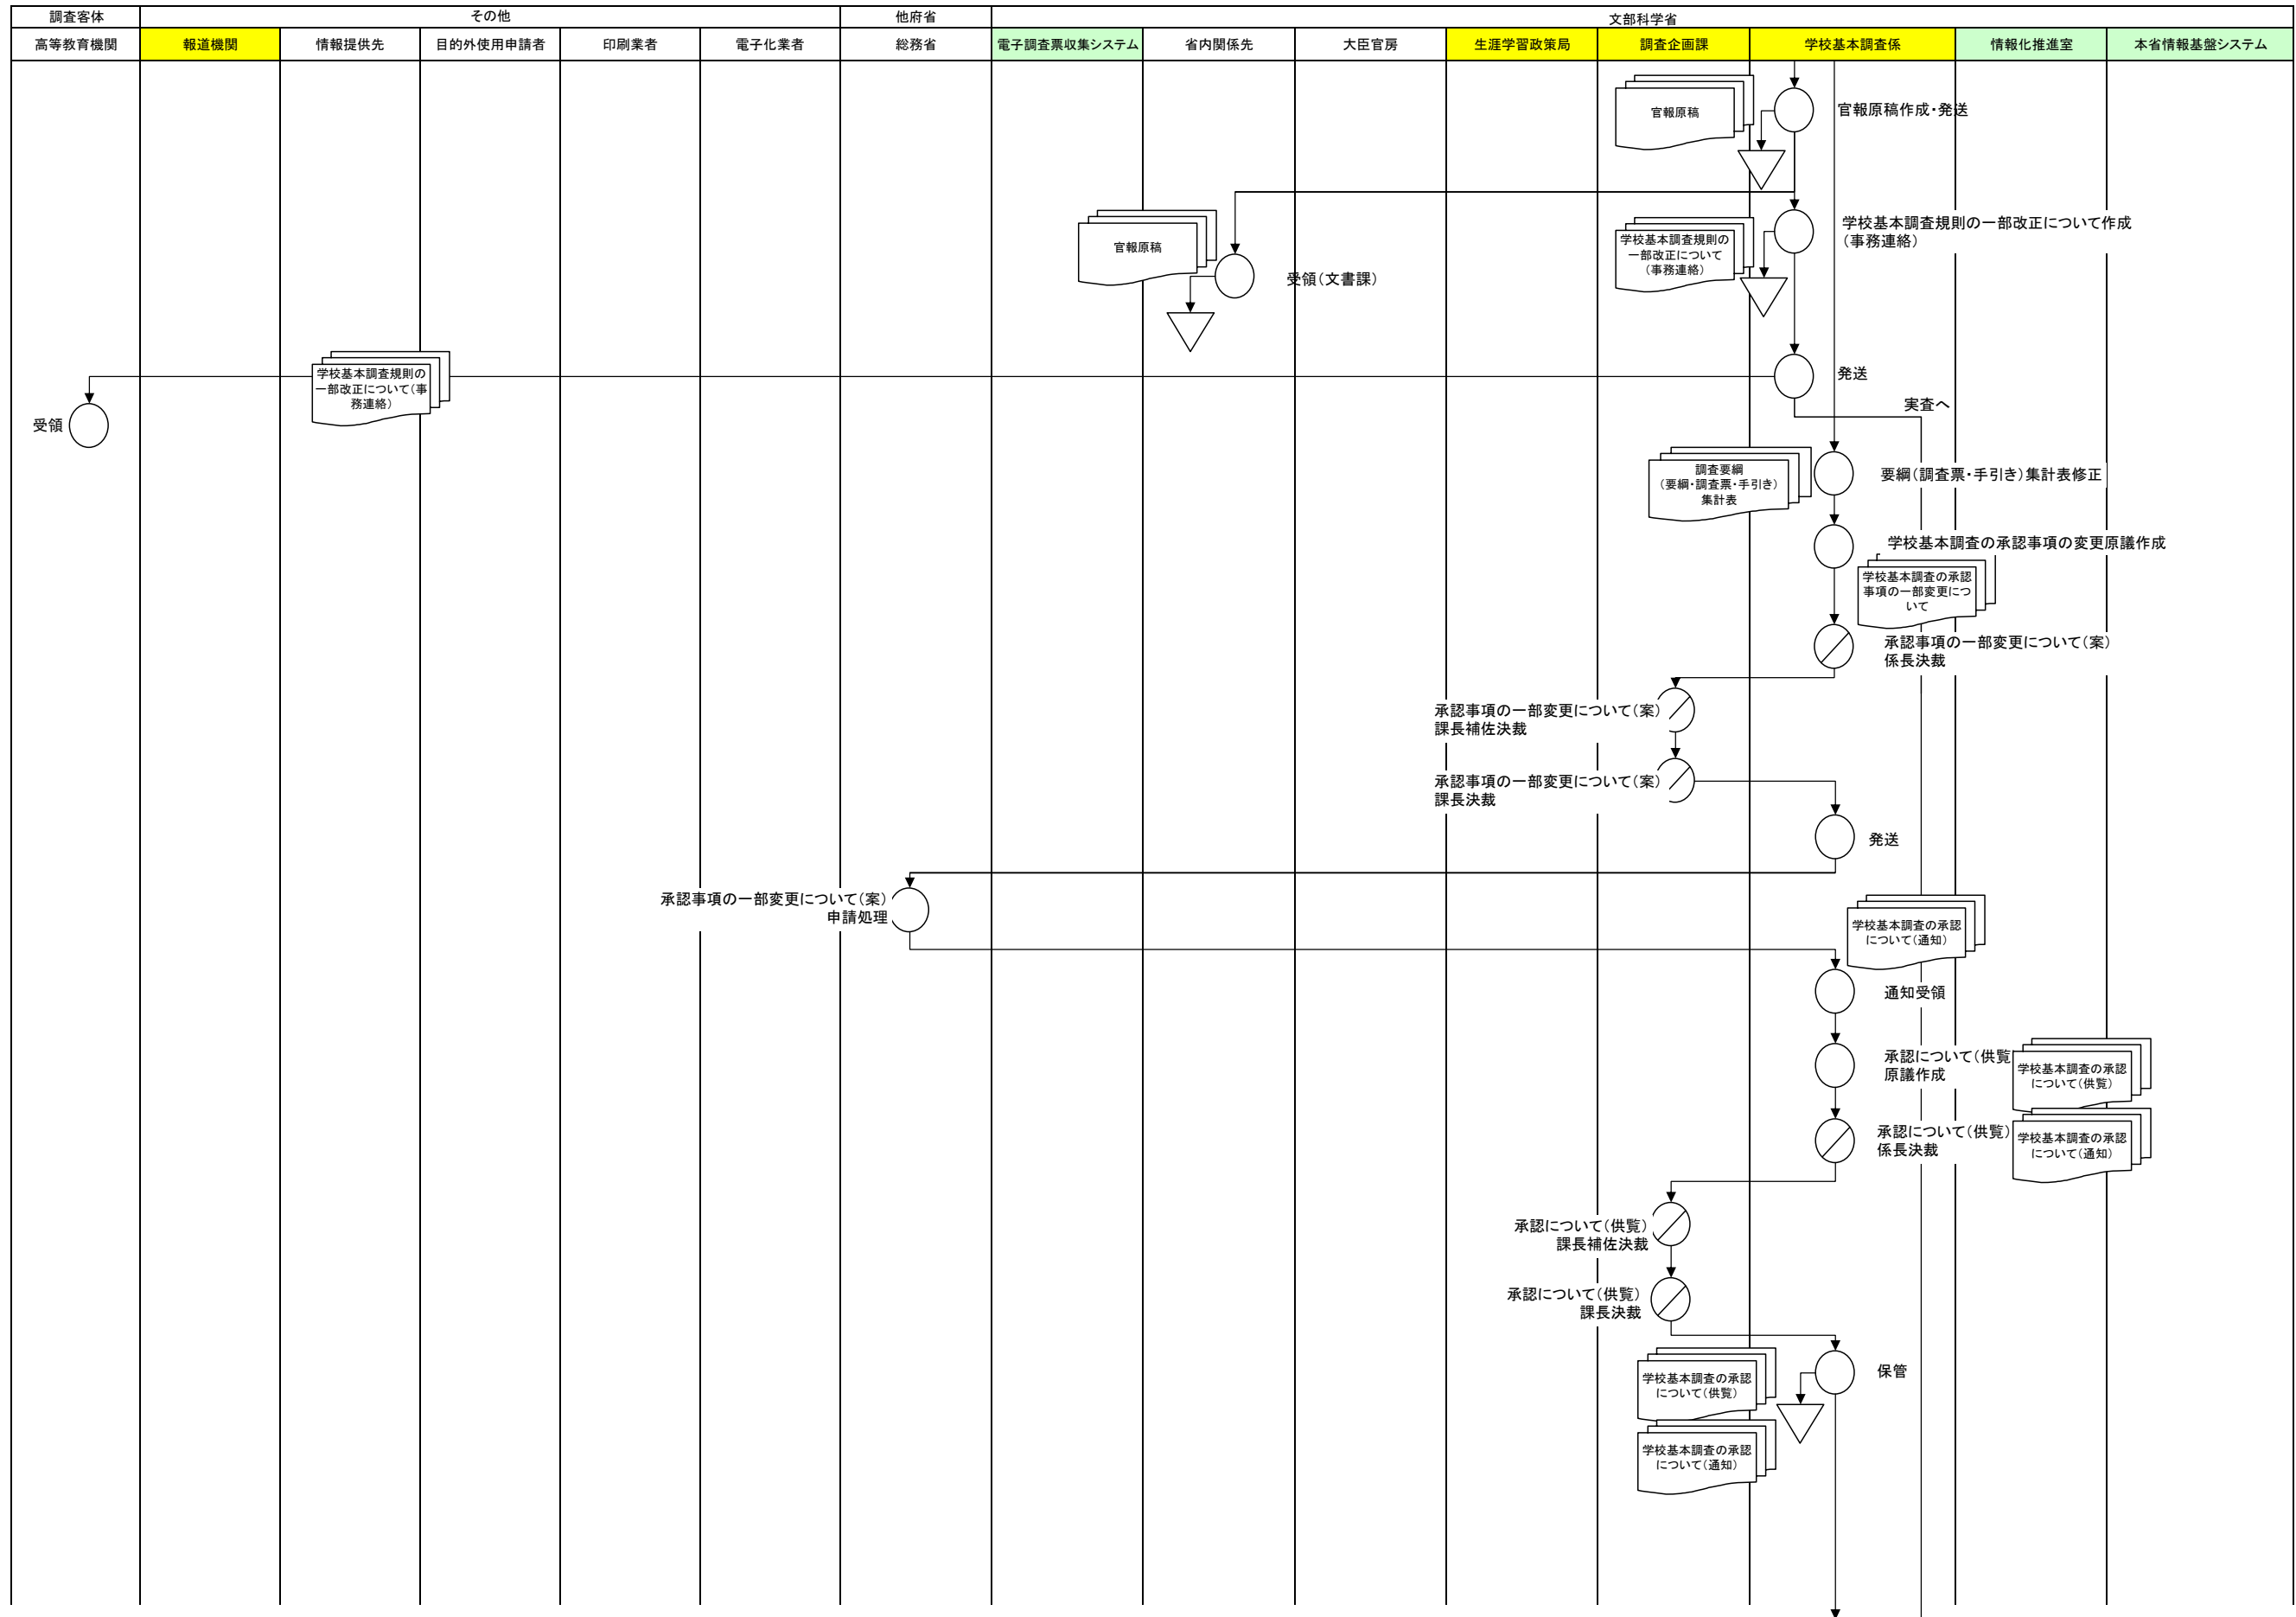 調査客体
その他
他府省
文部科学省
高等教育機関
報道機関
情報提供先
目的外使用申請者
印刷業者
電子化業者
総務省
電子調査票収集システム
省内関係先
大臣官房
生涯学習政策局
調査企画課
学校基本調査係
情報化推進室
本省情報基盤システム
官報原稿
官報原稿作成・発送
官報原稿
受領（文書課）
学校基本調査規則の
一部改正について
（事務連絡）
学校基本調査規則の一部改正について作成
（事務連絡）
学校基本調査規則の
一部改正について（事
務連絡）
発送
実査へ
受領
調査要綱
（要綱・調査票・手引き）
集計表
要綱（調査票・手引き）集計表修正
学校基本調査の承認事項の変更原議作成
学校基本調査の承認
事項の一部変更につ
いて
承認事項の一部変更について（案）
係長決裁
承認事項の一部変更について（案）
課長補佐決裁
承認事項の一部変更について（案）
課長決裁
発送
承認事項の一部変更について（案）
申請処理
学校基本調査の承認
について（通知）
通知受領
承認について（供覧
原議作成
学校基本調査の承認
について（供覧）
承認について（供覧）
係長決裁
学校基本調査の承認
について（通知）
承認について（供覧）
課長補佐決裁
承認について（供覧）
課長決裁
保管
学校基本調査の承認
について（供覧）
学校基本調査の承認
について（通知）